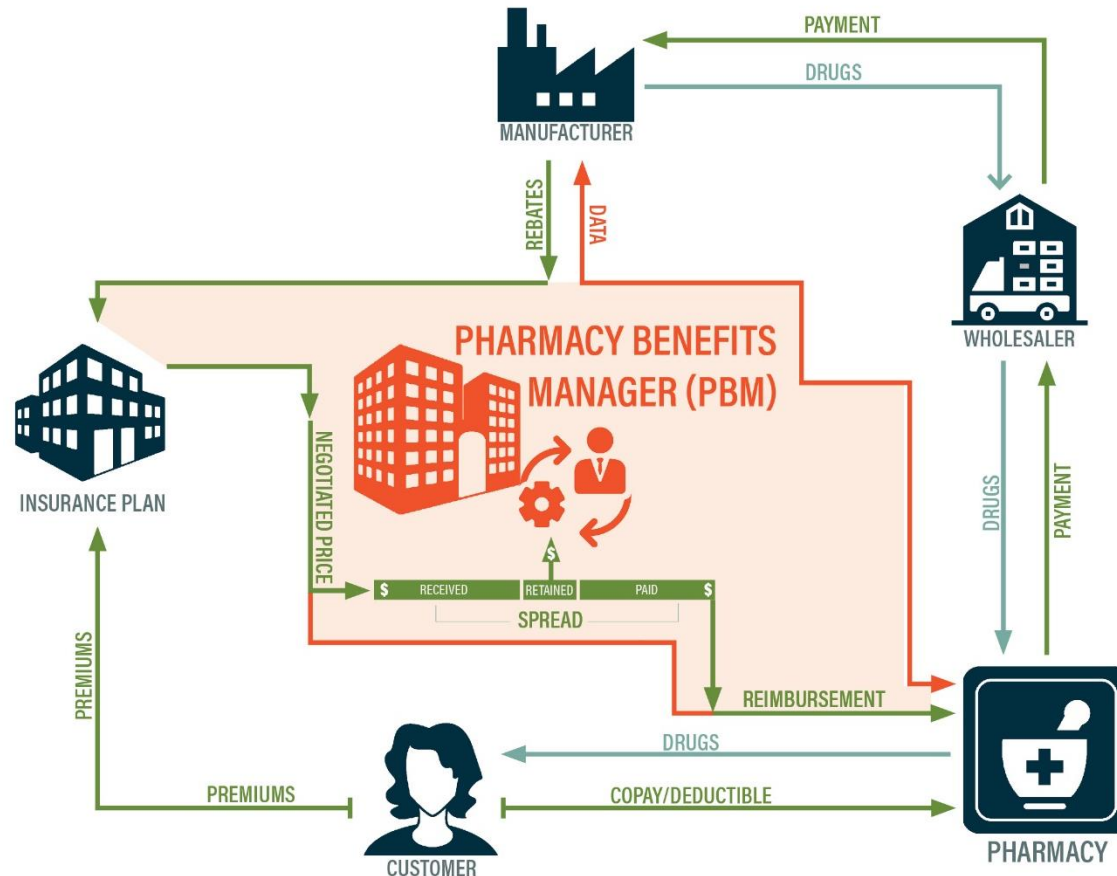 PAYMENT
DRUGS
MANUFACTURER
REBATES
DATA
WHOLESALER
PHARMACY BENEFITS
MANAGER (PBM)
INSURANCE PLAN
NEGOTIATED PRICE
DRUGS
PAYMENT
$
$ RECEIVED RETAINED PAID $
SPREAD
PREMIUMS
REIMBURSEMENT
DRUGS
PREMIUMS
COPAY/DEDUCTIBLE
CUSTOMER
PHARMACY